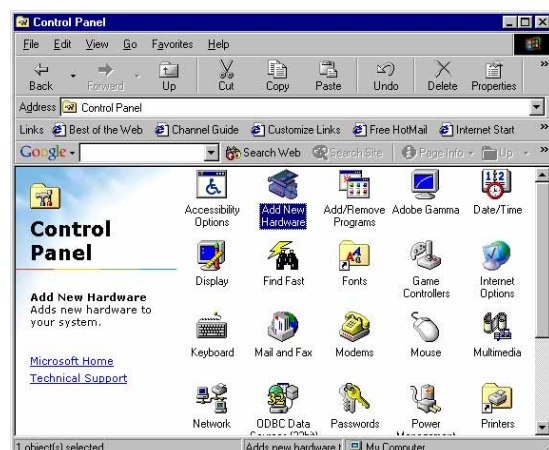 Control Panel
File Edit View Go Favorites Help
Back Forward Up Cut Copy Paste Undo Delete Properties »
Address Control Panel
Links Best of the Web Channel Guide Customize Links Free HotMail Internet Start »
Google Search Web Search Site Page Info Up »
Control
Panel
Add New Hardware
Adds new hardware to
your system.
Microsoft Home
Technical Support
Accessibility
Options
Add New
Hardware
Add/Remove
Programs
Adobe Gamma
Date/Time
Display
Find Fast
Fonts
Game
Controllers
Internet
Options
Keyboard
Mail and Fax
Modems
Mouse
Multimedia
Network
ODBC Data
Sources (32bit)
Passwords
Power
Management
Printers
1 object(s) selected Adds new hardware t My Computer